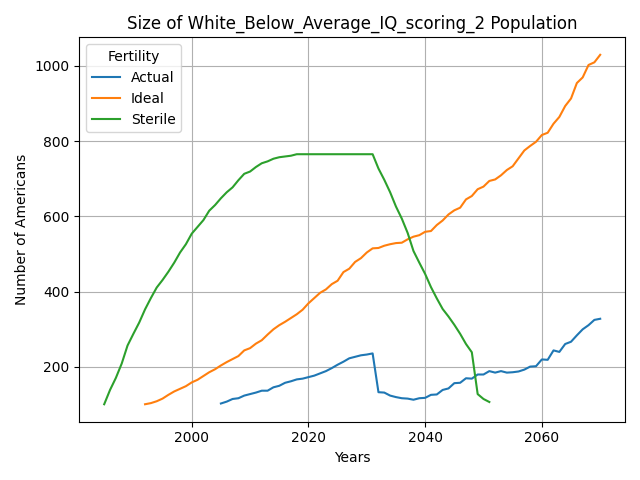 Size of White_Below_Average_IQ_scoring_2 Population
Fertility
Actual
Ideal
Sterile
Number of Americans
1000
800
600
400
200
2000
2020
2040
2060
Years